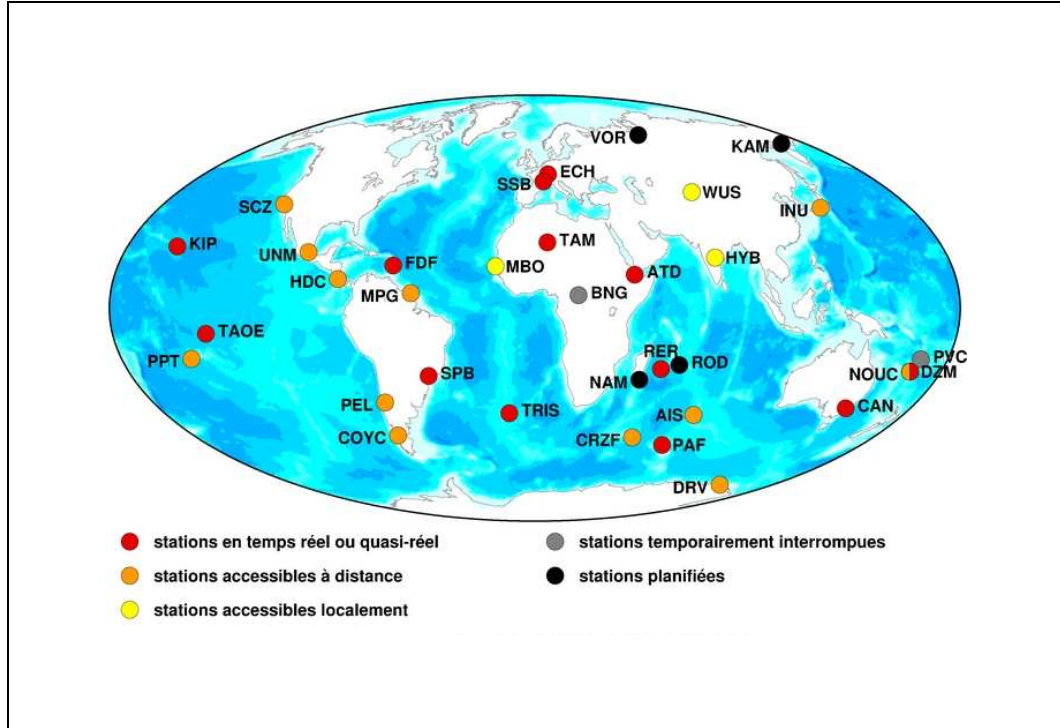 VOR
KAM
ECH
SSB
WUS
SCZ
INU
KIP
TAM
UNM
FDF
MBO
HYB
HDC
ATD
MPG
BNG
TAOE
PPT
RER
ROD
PVC
NOUC
DZM
SPB
NAM
PEL
TRIS
AIS
CAN
COYC
CRZF
PAF
DRV
stations en temps réel ou quasi-réel
stations temporairement interrompues
stations accessibles à distance
stations planifiées
stations accessibles localement